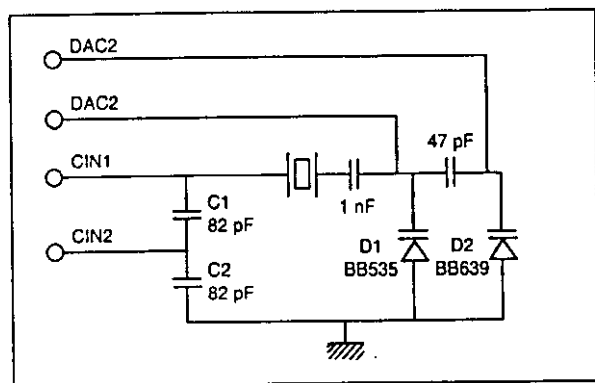 DAC2
DAC2
47 pF
CIN1
C1
82 pF
1 nF
CIN2
D1
BB535
D2
BB639
C2
82 pF